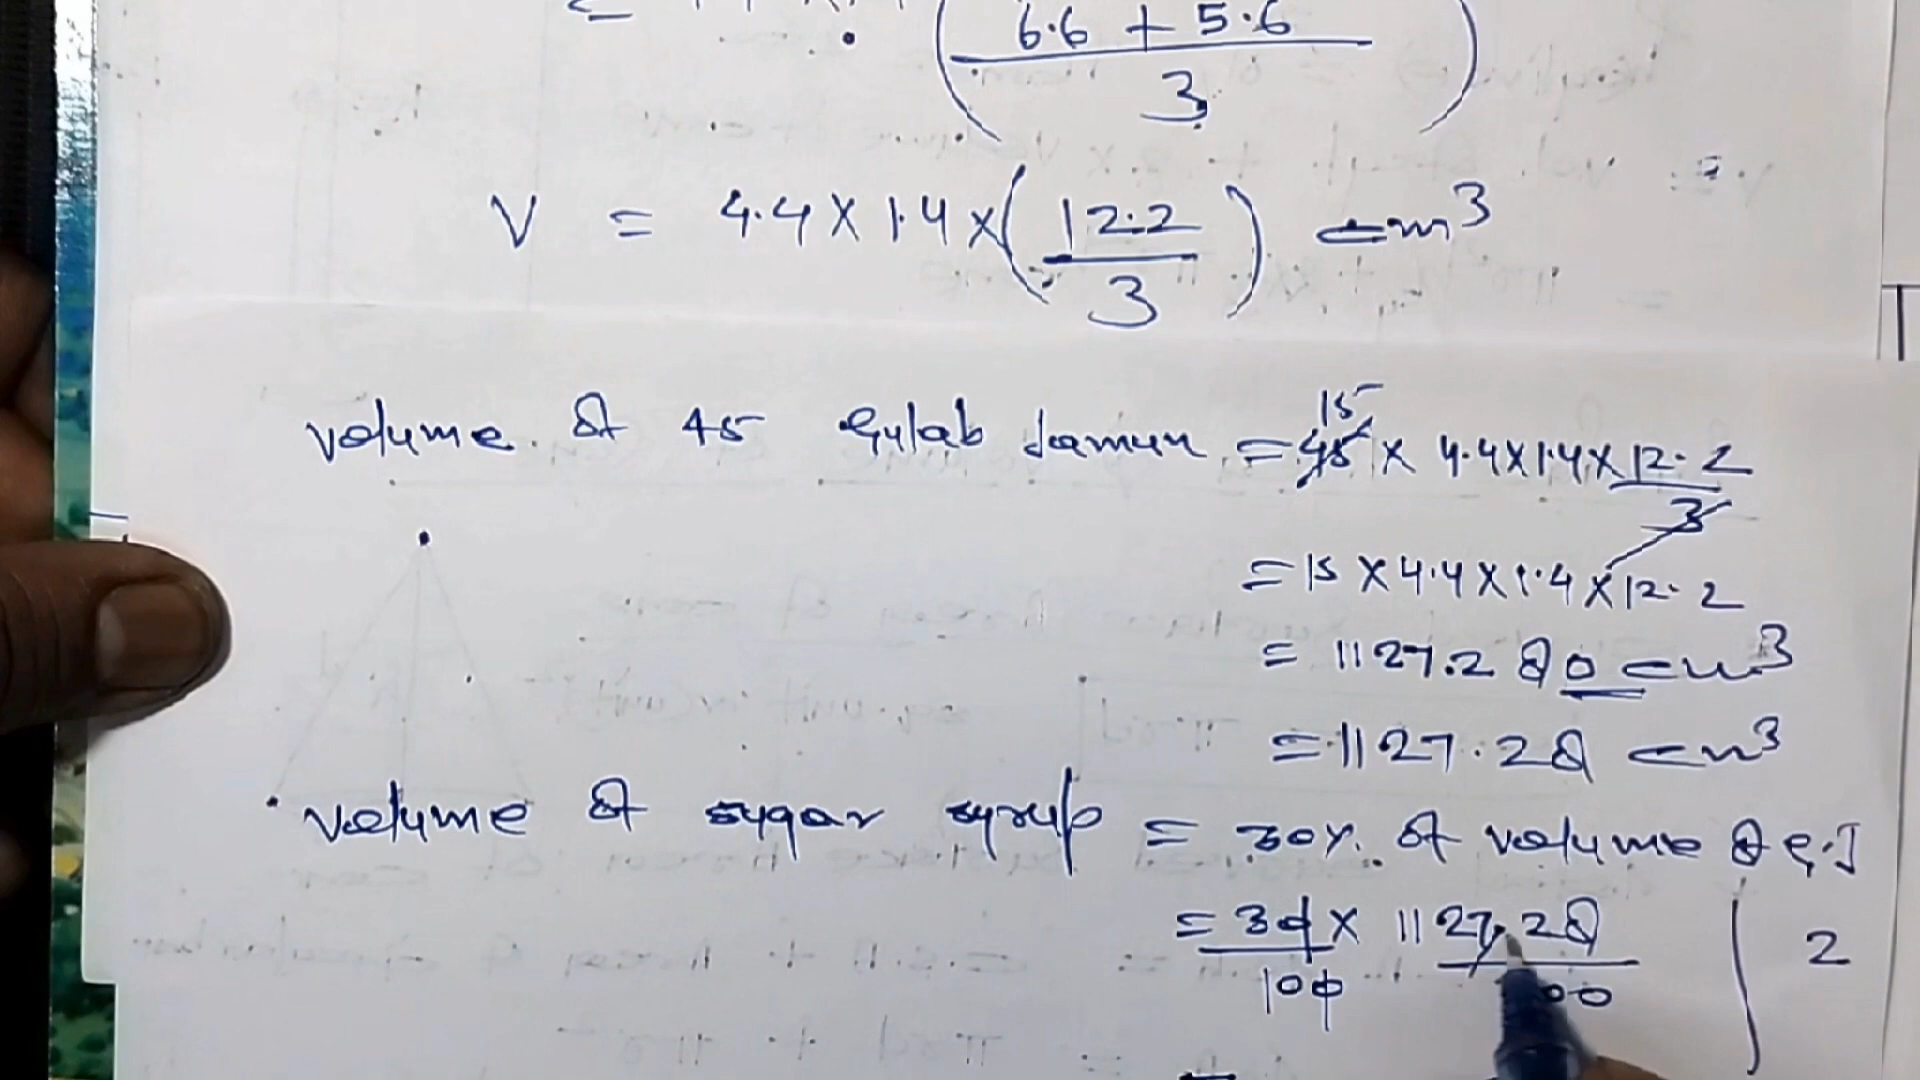 ( 6.6 + 5.6 / 3 )
V = 4.4 X 1.4 X ( 12.2 / 3 ) cm³
volume of 45 Gulab Jamun = 45 X 4.4 X 1.4 X 12.2 / 3
15
= 15 X 4.4 X 1.4 X 12.2
= 1127.280 cm³
= 1127.28 cm³
volume of sugar syrup = 30%. of volume of G.J
= 30 X 1127.28 2
100 00